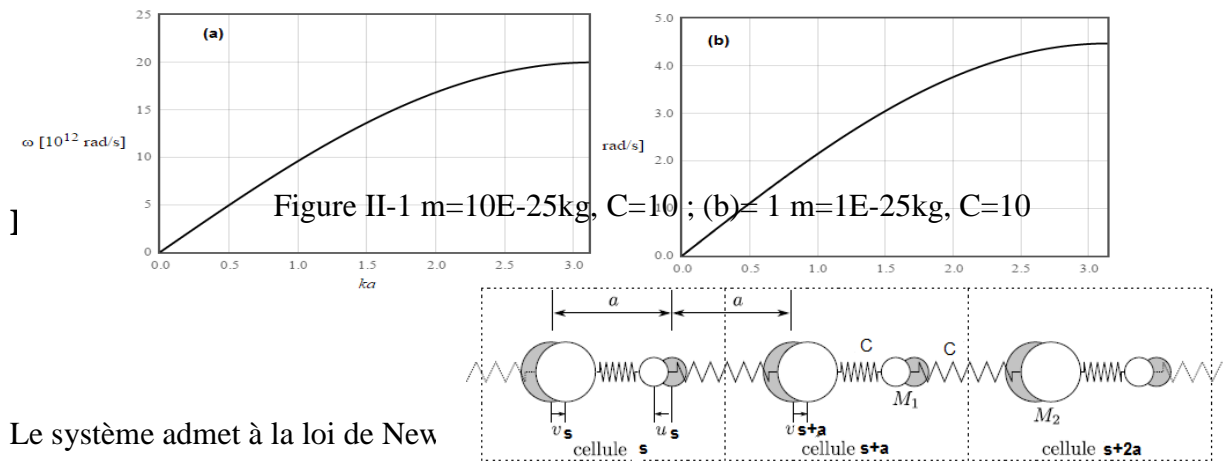 25
(a)
20
15
ω [10¹² rad/s]
10
5
0
0.0 0.5 1.0 1.5 2.0 2.5 3.0
ka
5.0
(b)
4.0
3.0
rad/s]
2.0
1.0
0.0
0.0 0.5 1.0 1.5 2.0 2.5 3.0
]
Figure II-1 m=10E-25kg, C=10 ; (b)= 1 m=1E-25kg, C=10
a a
C C
M₁
M₂
v s u s v s+a
cellule s cellule s+a cellule s+2a
Le système admet à la loi de New